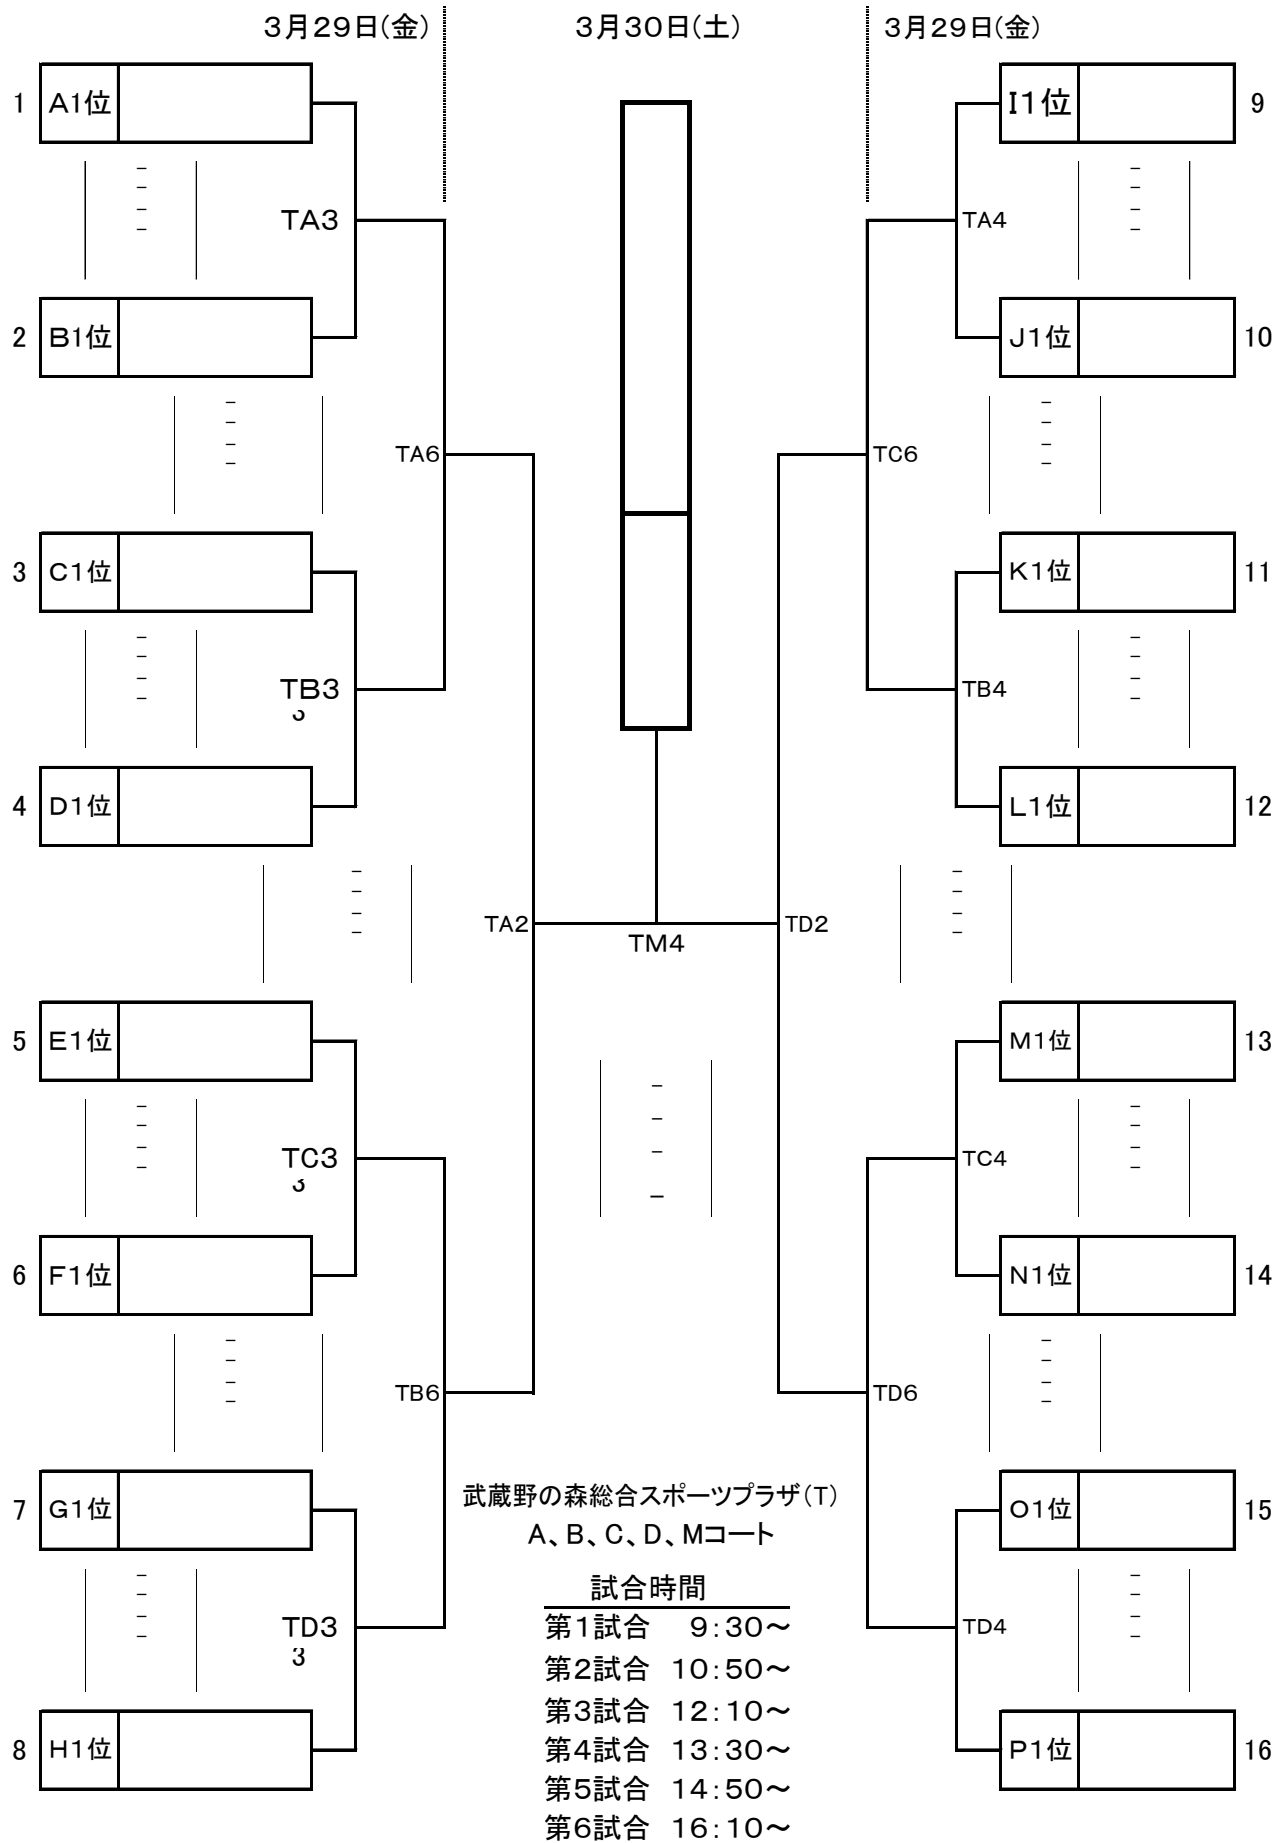 ３月29日(金)
３月３０日(土)
３月２９日(金)
1
A1位
I1位
9
TA3
TA4
2
B1位
J1位
10
TA6
TC6
3
C1位
K1位
11
TB3
TB4
4
D1位
L1位
12
TA2
TM4
TD2
5
E1位
M1位
13
TC3
TC4
6
F1位
N1位
14
TB6
TD6
7
G1位
O1位
15
武蔵野の森総合スポーツプラザ(T)
A、B、C、D、Mコート
試合時間
TD3
3
TD4
第1試合 9:30～
第2試合 10:50～
第3試合 12:10～
第4試合 13:30～
第5試合 14:50～
第6試合 16:10～
8
H1位
P1位
16